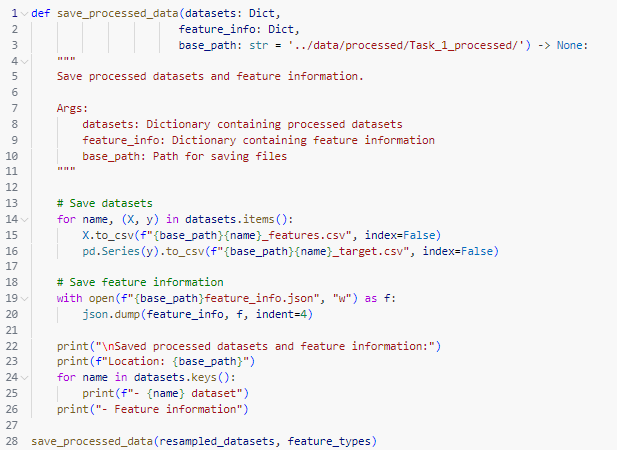 1 def save_processed_data(datasets: Dict,
2                         feature_info: Dict,
3                         base_path: str = '../data/processed/Task_1_processed/') -> None:
4     """
5     Save processed datasets and feature information.
6
7     Args:
8         datasets: Dictionary containing processed datasets
9         feature_info: Dictionary containing feature information
10         base_path: Path for saving files
11     """
12
13     # Save datasets
14     for name, (X, y) in datasets.items():
15         X.to_csv(f"{base_path}{name}_features.csv", index=False)
16         pd.Series(y).to_csv(f"{base_path}{name}_target.csv", index=False)
17
18     # Save feature information
19     with open(f"{base_path}feature_info.json", "w") as f:
20         json.dump(feature_info, f, indent=4)
21
22     print("\nSaved processed datasets and feature information:")
23     print(f"Location: {base_path}")
24     for name in datasets.keys():
25         print(f"- {name} dataset")
26     print("- Feature information")
27
28 save_processed_data(resampled_datasets, feature_types)